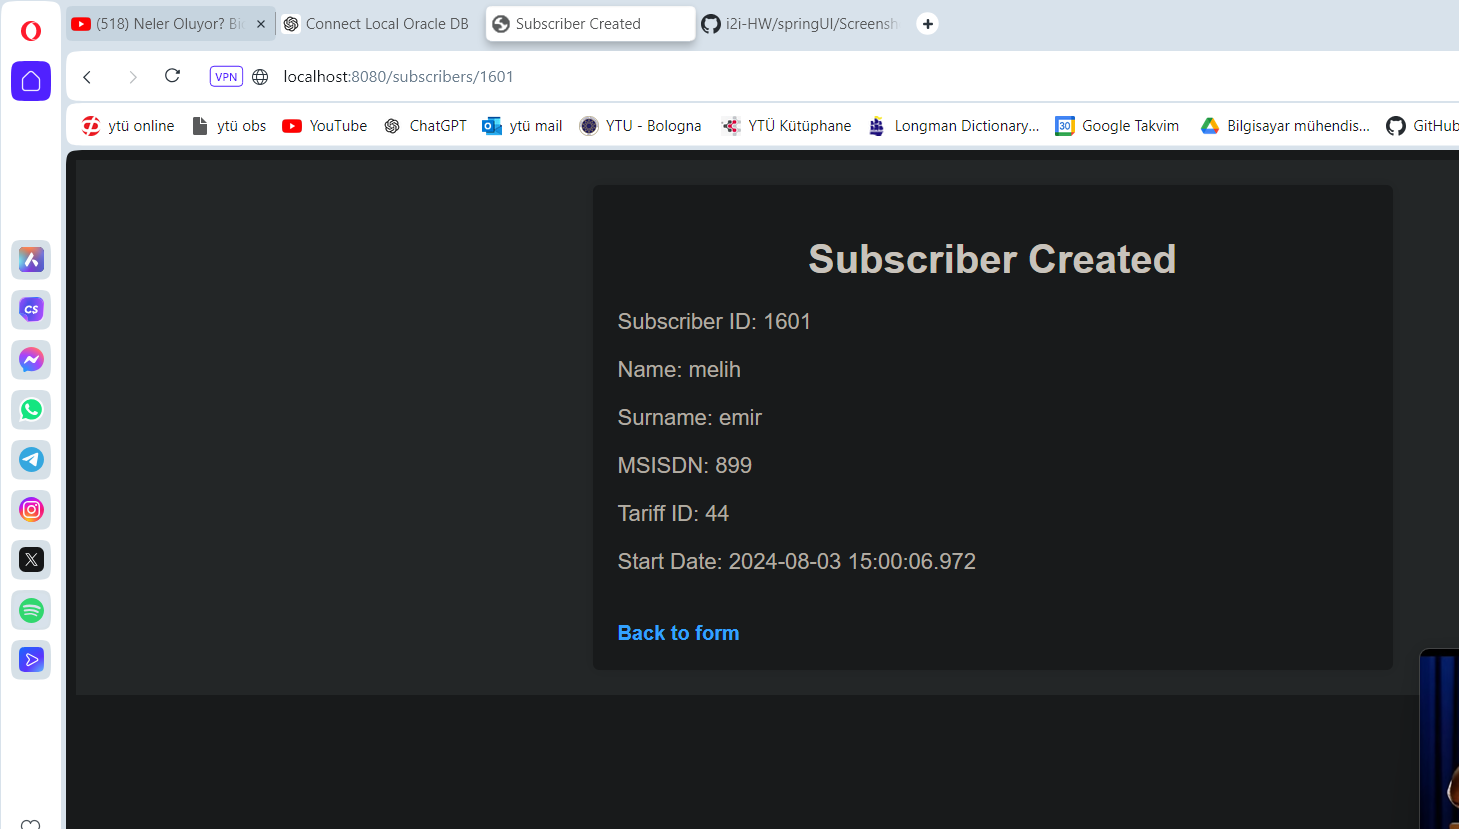 (518) Neler Oluyor?
Connect Local Oracle DB
Subscriber Created
i2i-HW/springUI/Screensh
VPN
localhost:8080/subscribers/1601
ytü online
ytü obs
YouTube
ChatGPT
ytü mail
YTU - Bologna
YTÜ Kütüphane
Longman Dictionary...
30
Google Takvim
Bilgisayar mühendis...
GitHub
CS
Subscriber Created
Subscriber ID: 1601
Name: melih
Surname: emir
MSISDN: 899
Tariff ID: 44
Start Date: 2024-08-03 15:00:06.972
Back to form